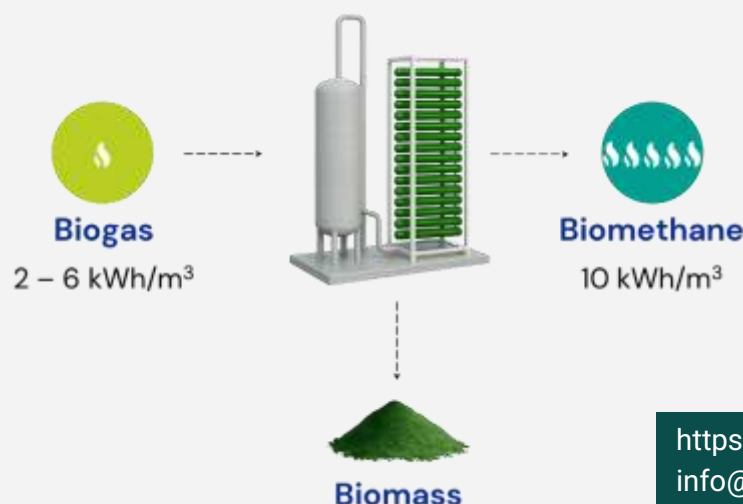 Biogas
2 – 6 kWh/m³
Biomethane
10 kWh/m³
Biomass
https
info@